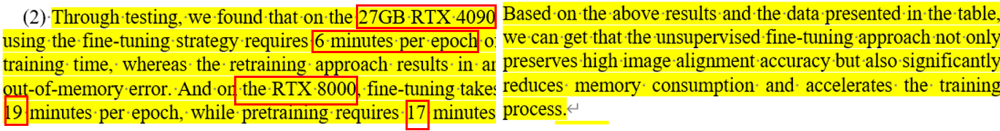 (2) Through testing, we found that on the 27GB RTX 4090
using the fine-tuning strategy requires 6 minutes per epoch of
training time, whereas the retraining approach results in an
out-of-memory error. And on the RTX 8000, fine-tuning takes
19 minutes per epoch, while pretraining requires 17 minutes
Based on the above results and the data presented in the table,
we can get that the unsupervised fine-tuning approach not only
preserves high image alignment accuracy but also significantly
reduces memory consumption and accelerates the training
process.